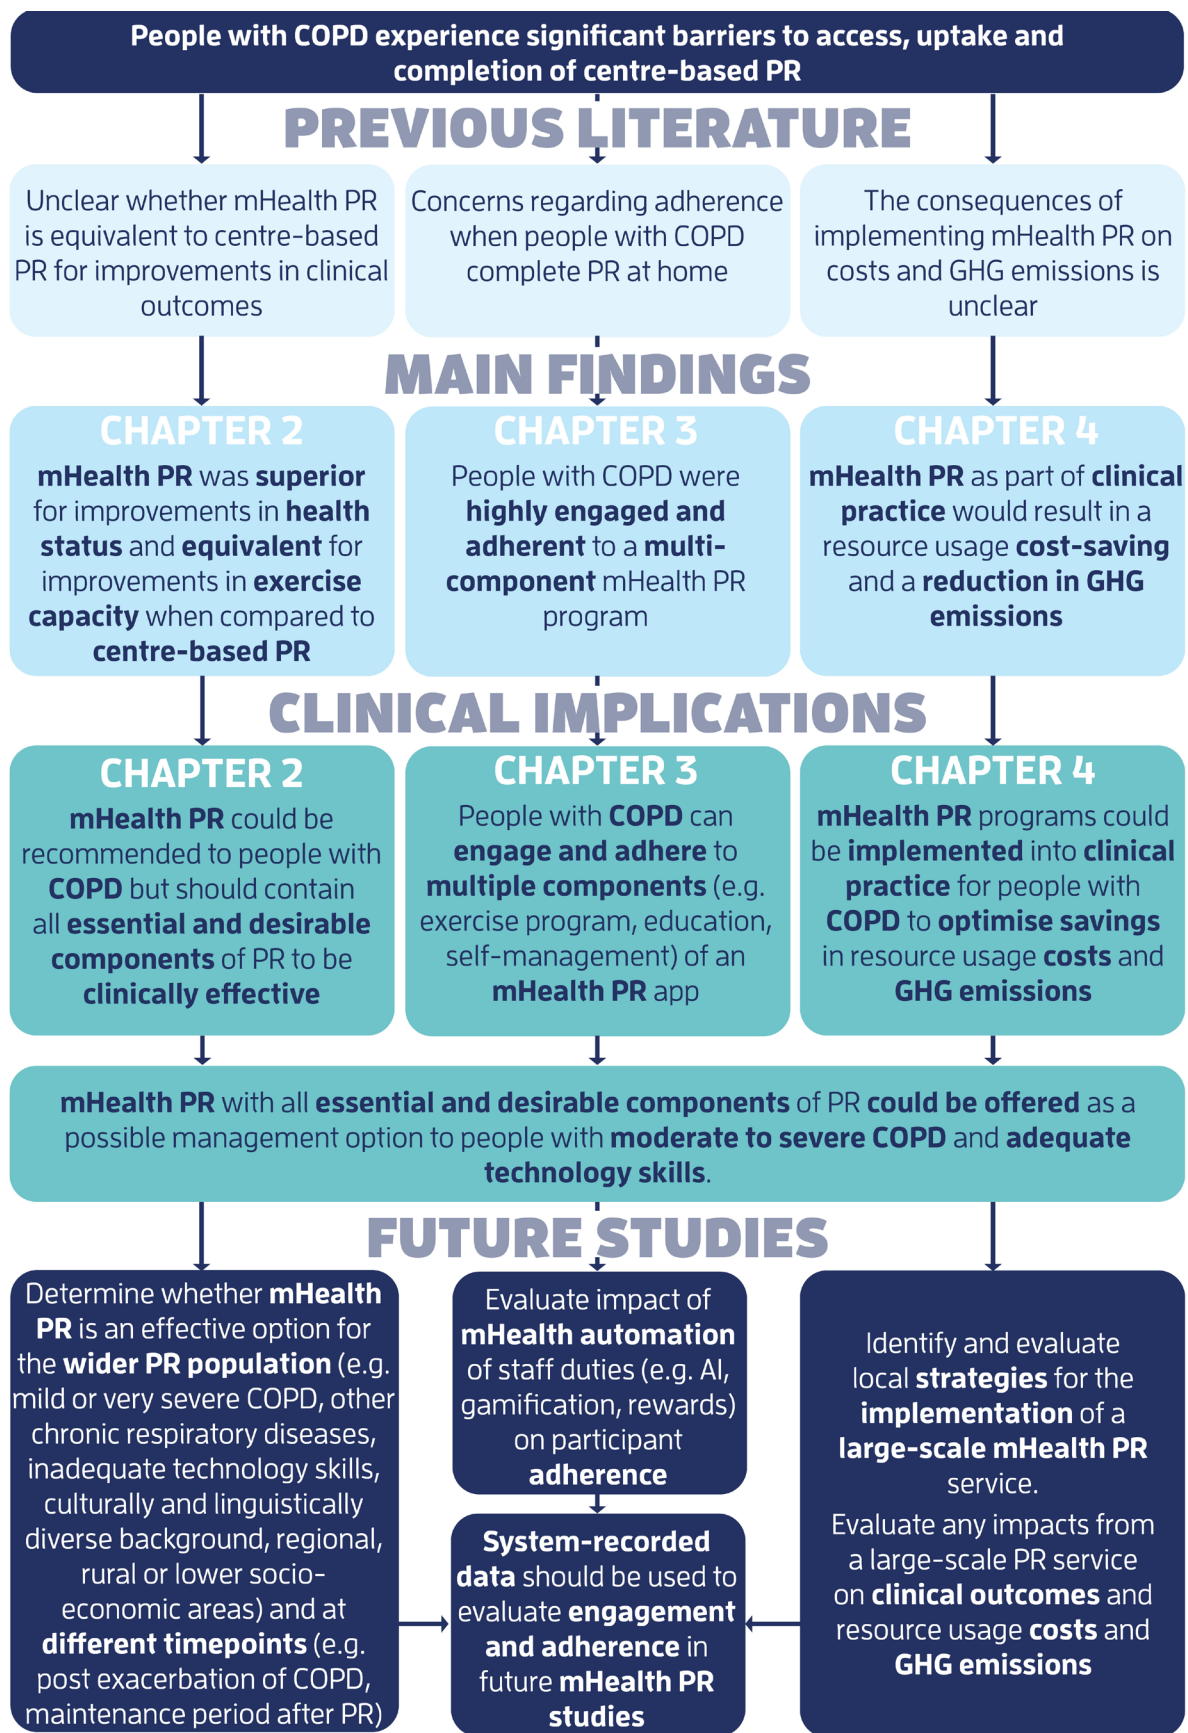 People with COPD experience significant barriers to access, uptake and
completion of centre-based PR
PREVIOUS LITERATURE
Unclear whether mHealth PR
is equivalent to centre-based
PR for improvements in clinical
outcomes
Concerns regarding adherence
when people with COPD
complete PR at home
The consequences of
implementing mHealth PR on
costs and GHG emissions is
unclear
MAIN FINDINGS
CHAPTER 2
mHealth PR was superior
for improvements in health
status and equivalent for
improvements in exercise
capacity when compared to
centre-based PR
CHAPTER 3
People with COPD were
highly engaged and
adherent to a multi-
component mHealth PR
program
CHAPTER 4
mHealth PR as part of clinical
practice would result in a
resource usage cost-saving
and a reduction in GHG
emissions
CLINICAL IMPLICATIONS
CHAPTER 2
mHealth PR could be
recommended to people with
COPD but should contain
all essential and desirable
components of PR to be
clinically effective
CHAPTER 3
People with COPD can
engage and adhere to
multiple components (e.g.
exercise program, education,
self-management) of an
mHealth PR app
CHAPTER 4
mHealth PR programs could
be implemented into clinical
practice for people with
COPD to optimise savings
in resource usage costs and
GHG emissions
mHealth PR with all essential and desirable components of PR could be offered as a
possible management option to people with moderate to severe COPD and adequate
technology skills.
FUTURE STUDIES
Determine whether mHealth
PR is an effective option for
the wider PR population (e.g.
mild or very severe COPD, other
chronic respiratory diseases,
inadequate technology skills,
culturally and linguistically
diverse background, regional,
rural or lower socio-
economic areas) and at
different timepoints (e.g.
post exacerbation of COPD,
maintenance period after PR)
Evaluate impact of
mHealth automation
of staff duties (e.g. AI,
gamification, rewards)
on participant
adherence
System-recorded
data should be used to
evaluate engagement
and adherence in
future mHealth PR
studies
Identify and evaluate
local strategies for the
implementation of a
large-scale mHealth PR
service.
Evaluate any impacts from
a large-scale PR service
on clinical outcomes and
resource usage costs and
GHG emissions